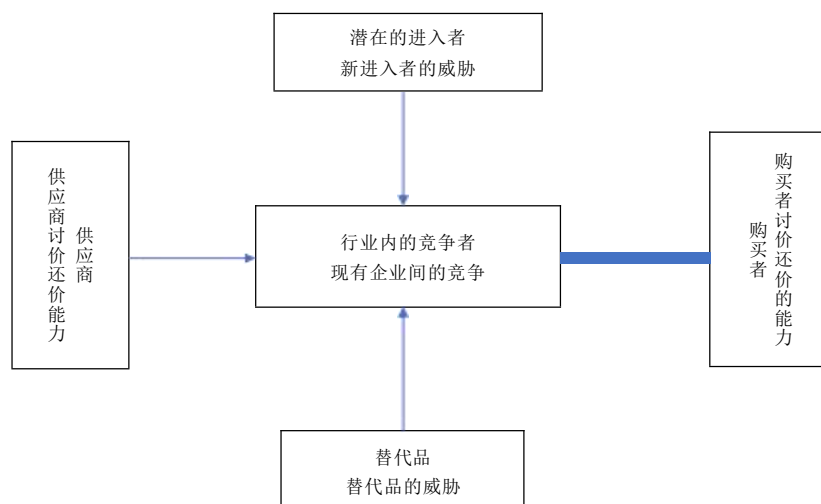 潜在的进入者
新进入者的威胁
供应商
供应商讨价还价能力
行业内的竞争者
现有企业间的竞争
购买者讨价还价的能力
购买者
替代品
替代品的威胁